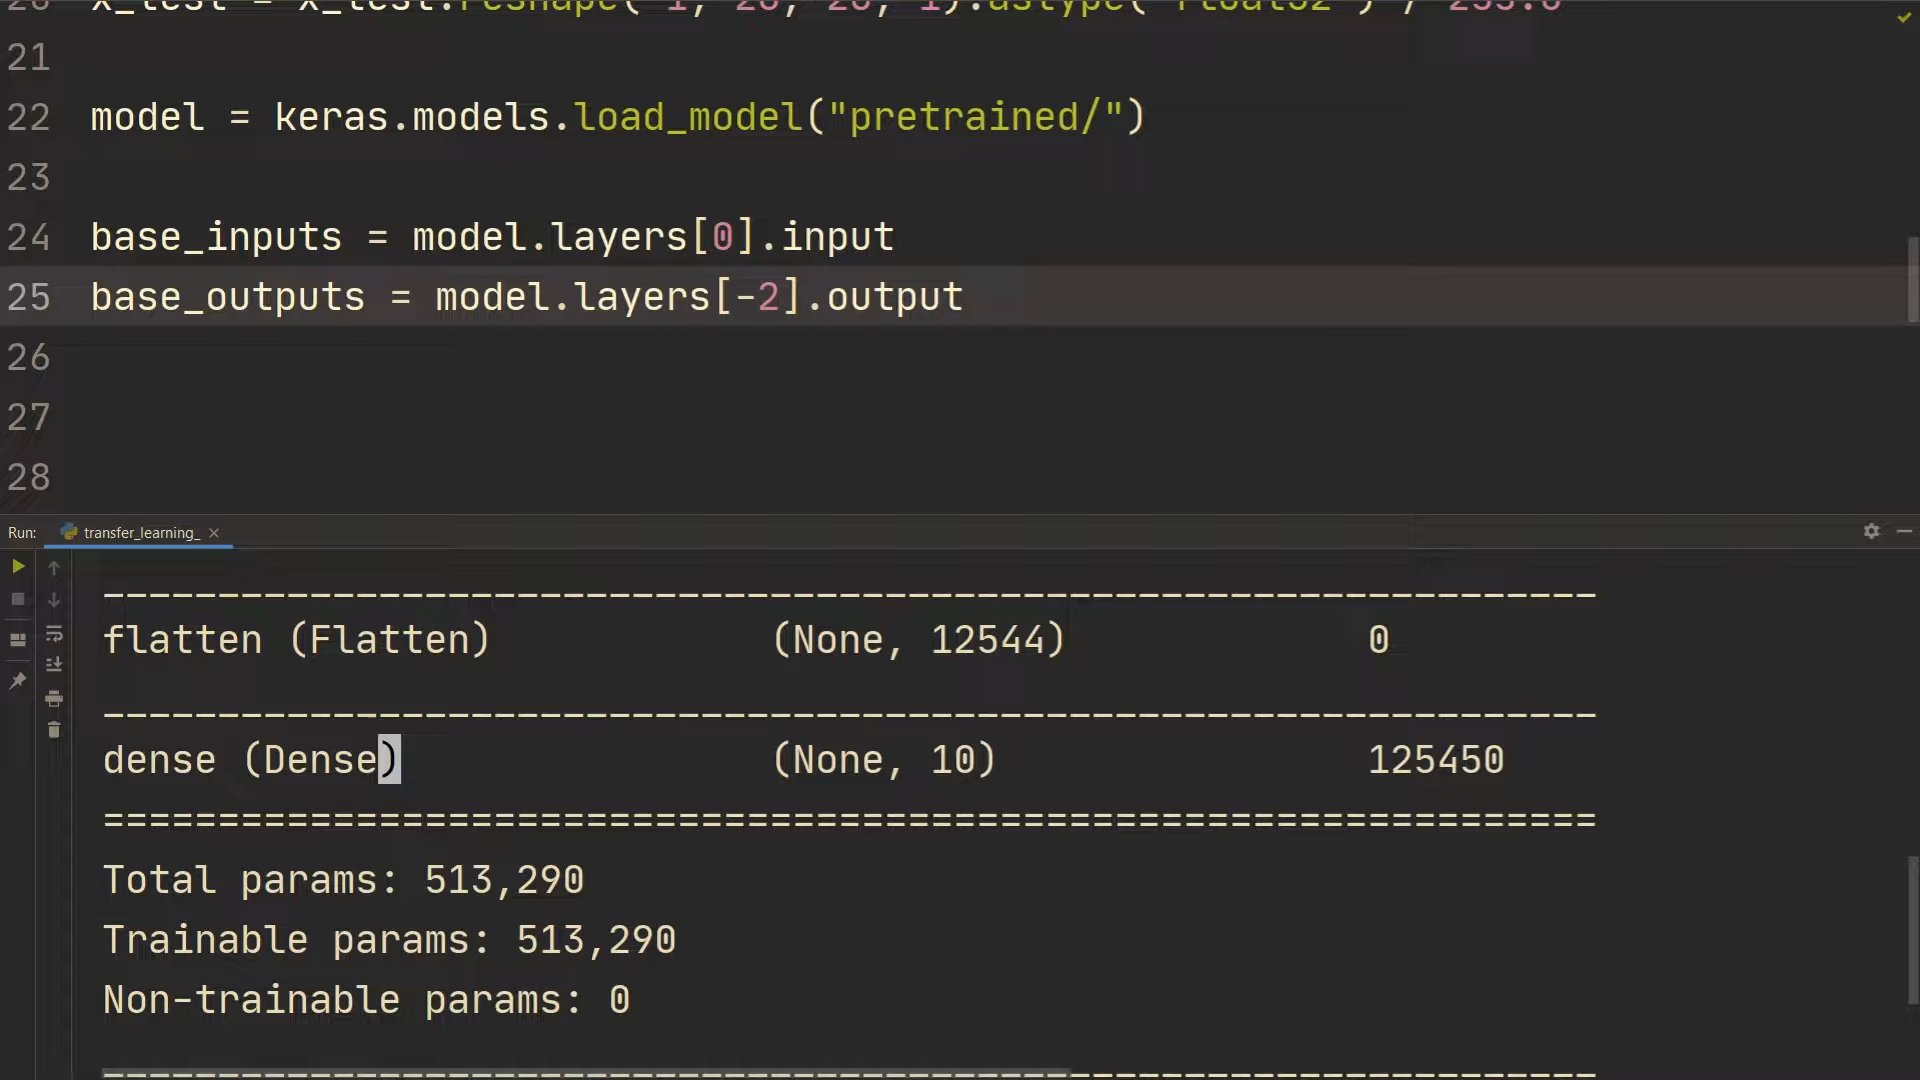 21
22 model = keras.models.load_model("pretrained/")
23
24 base_inputs = model.layers[0].input
25 base_outputs = model.layers[-2].output
26
27
28
Run: transfer_learning_
flatten (Flatten) (None, 12544) 0
dense (Dense) (None, 10) 125450
=================================================================
Total params: 513,290
Trainable params: 513,290
Non-trainable params: 0